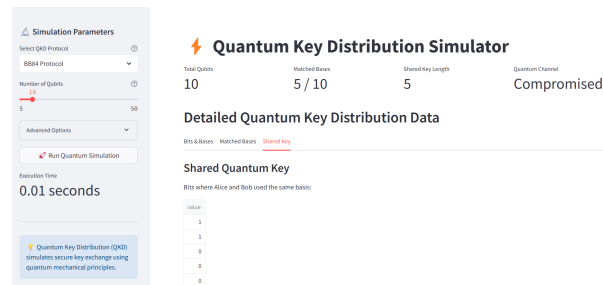 Simulation Parameters
Select QKD Protocol
BB84 Protocol
Number of Qubits
10
5 50
Advanced Options
🚀 Run Quantum Simulation
Execution Time
0.01 seconds
💡 Quantum Key Distribution (QKD)
simulates secure key exchange using
quantum mechanical principles.
⚡ Quantum Key Distribution Simulator
Total Qubits Matched Bases Shared Key Length Quantum Channel
10 5 / 10 5 Compromised
Detailed Quantum Key Distribution Data
Bits & Bases Matched Bases Shared Key
Shared Quantum Key
Bits where Alice and Bob used the same basis:
value
1
1
0
0
0